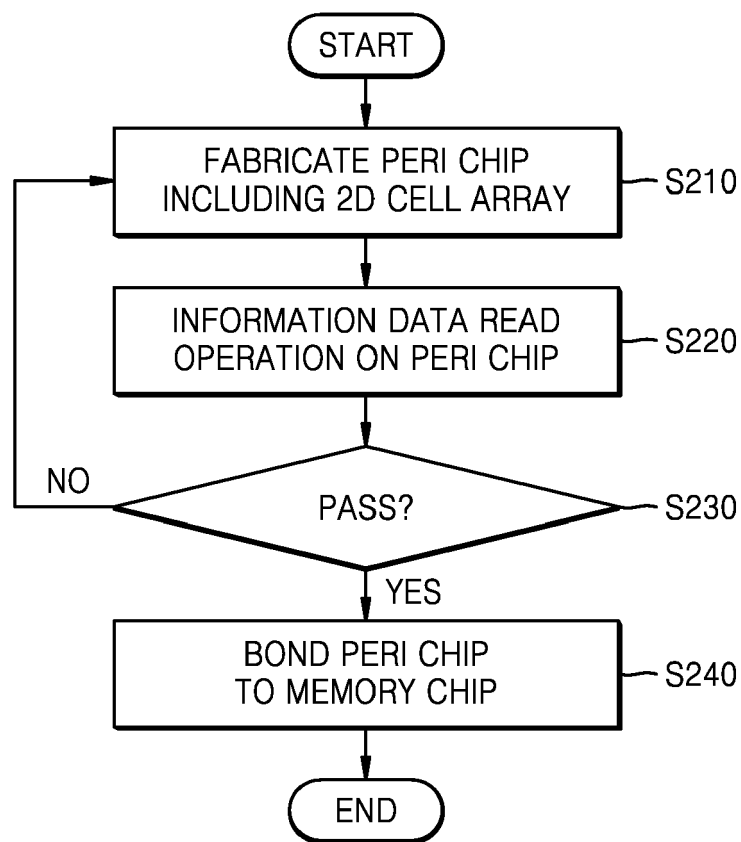 START
FABRICATE PERI CHIP
INCLUDING 2D CELL ARRAY
S210
INFORMATION DATA READ
OPERATION ON PERI CHIP
S220
NO
PASS?
S230
YES
BOND PERI CHIP
TO MEMORY CHIP
S240
END